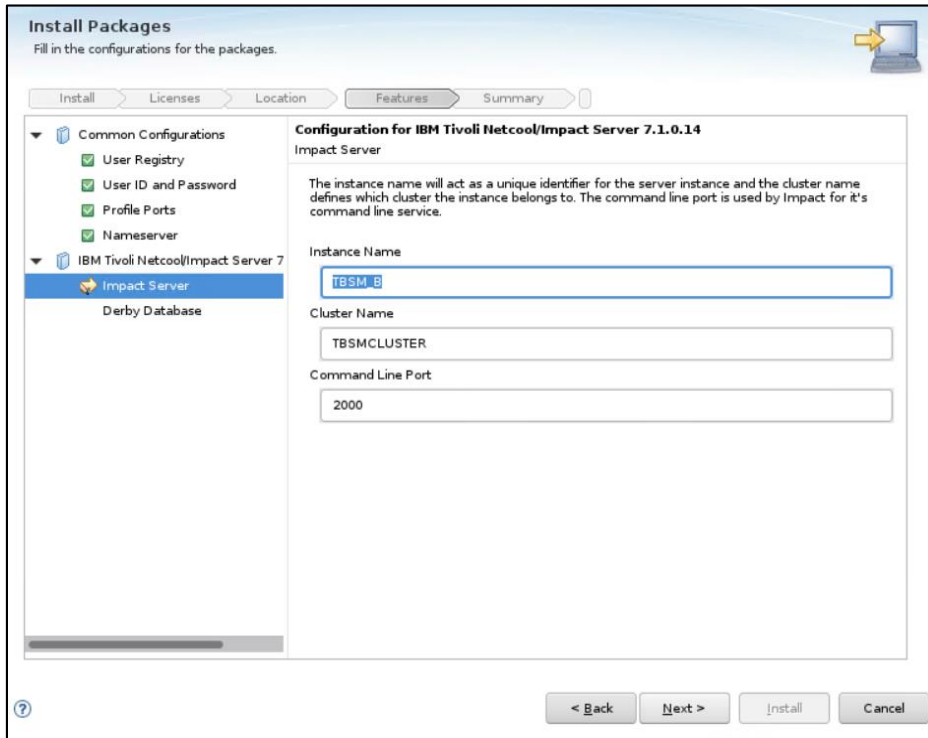 Install Packages
Fill in the configurations for the packages.
Install
Licenses
Location
Features
Summary
Common Configurations
User Registry
User ID and Password
Profile Ports
Nameserver
IBM Tivoli Netcool/Impact Server 7
Impact Server
Derby Database
Configuration for IBM Tivoli Netcool/Impact Server 7.1.0.14
Impact Server
The instance name will act as a unique identifier for the server instance and the cluster name
defines which cluster the instance belongs to. The command line port is used by Impact for it's
command line service.
Instance Name
TBSM_B
Cluster Name
TBSMCLUSTER
Command Line Port
2000
?
< Back
Next >
Install
Cancel